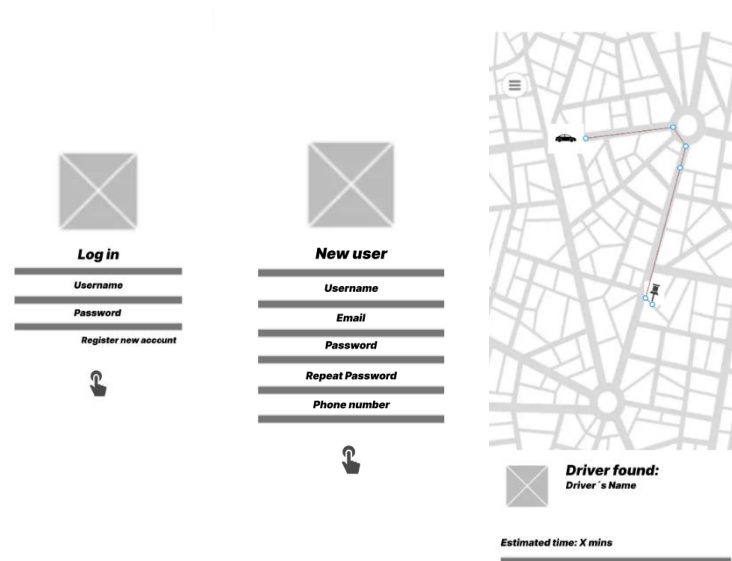 Log in
Username
Password
Register new account
New user
Username
Email
Password
Repeat Password
Phone number
Driver found:
Driver´s Name
Estimated time: X mins